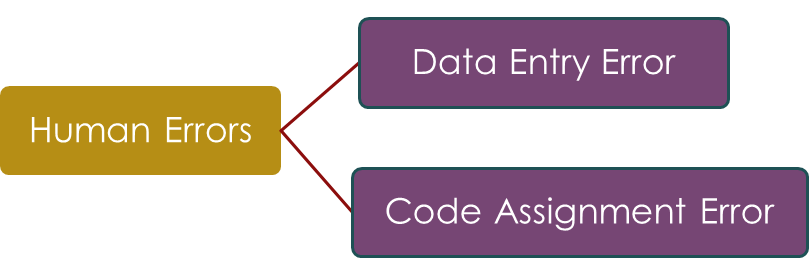 Data Entry Error
Human Errors
Code Assignment Error